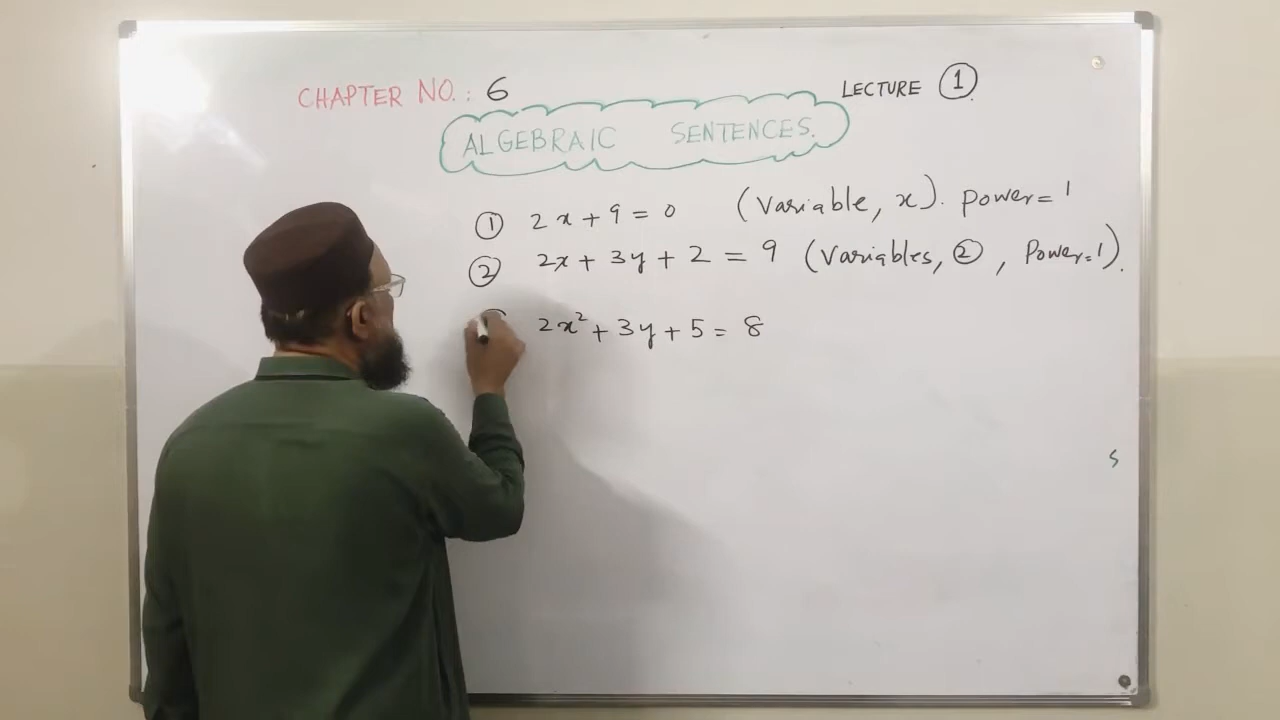 CHAPTER NO.: 6
LECTURE ①
ALGEBRAIC SENTENCES.
① 2x + 9 = 0 (Variable, x). Power = 1
② 2x + 3y + 2 = 9 (Variables, ②, Power=1).
2x² + 3y + 5 = 8